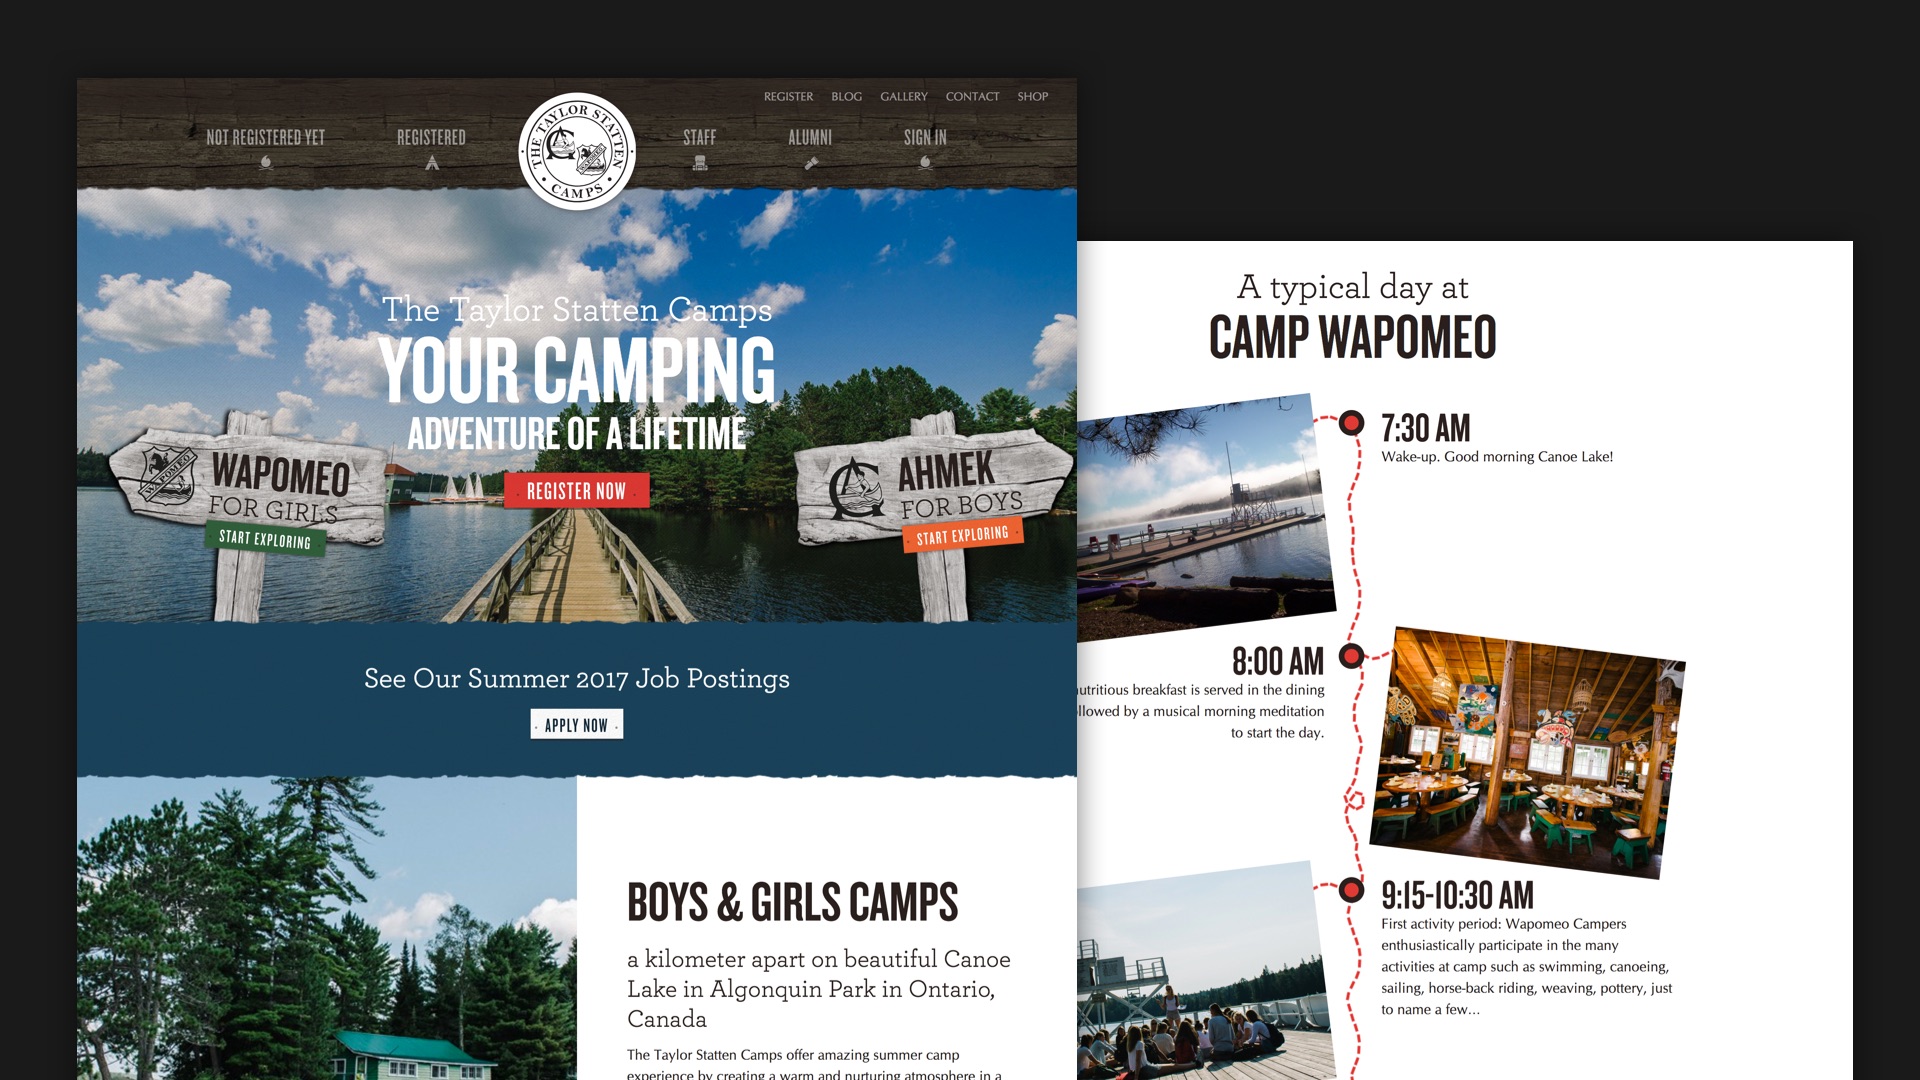 REGISTER BLOG GALLERY CONTACT SHOP
NOT REGISTERED YET REGISTERED STAFF ALUMNI SIGN IN
THE TAYLOR STATTEN
WAPOMEO
CAMPS
The Taylor Statten Camps
YOUR CAMPING
ADVENTURE OF A LIFETIME
REGISTER NOW
WAPOMEO
WAPOMEO
FOR GIRLS
START EXPLORING
AHMEK
FOR BOYS
START EXPLORING
See Our Summer 2017 Job Postings
APPLY NOW
BOYS & GIRLS CAMPS
a kilometer apart on beautiful Canoe
Lake in Algonquin Park in Ontario,
Canada
The Taylor Statten Camps offer amazing summer camp
experience by creating a warm and nurturing atmosphere in a
A typical day at
CAMP WAPOMEO
7:30 AM
Wake-up. Good morning Canoe Lake!
8:00 AM
breakfast is served in the dining
by a musical morning meditation
to start the day.
9:15-10:30 AM
First activity period: Wapomeo Campers
enthusiastically participate in the many
activities at camp such as swimming, canoeing,
sailing, horse-back riding, weaving, pottery, just
to name a few...